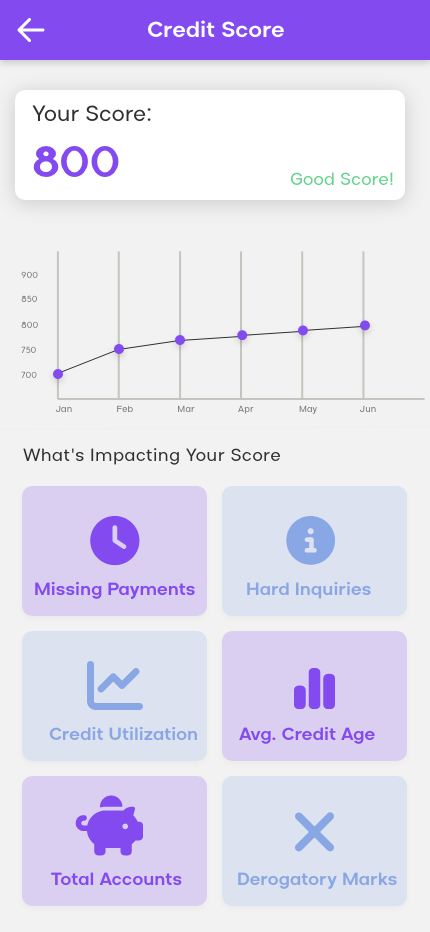 Credit Score
Your Score:
800
Good Score!
900
850
800
750
700
Jan Feb Mar Apr May Jun
What's Impacting Your Score
Missing Payments
Hard Inquiries
Credit Utilization
Avg. Credit Age
Total Accounts
Derogatory Marks